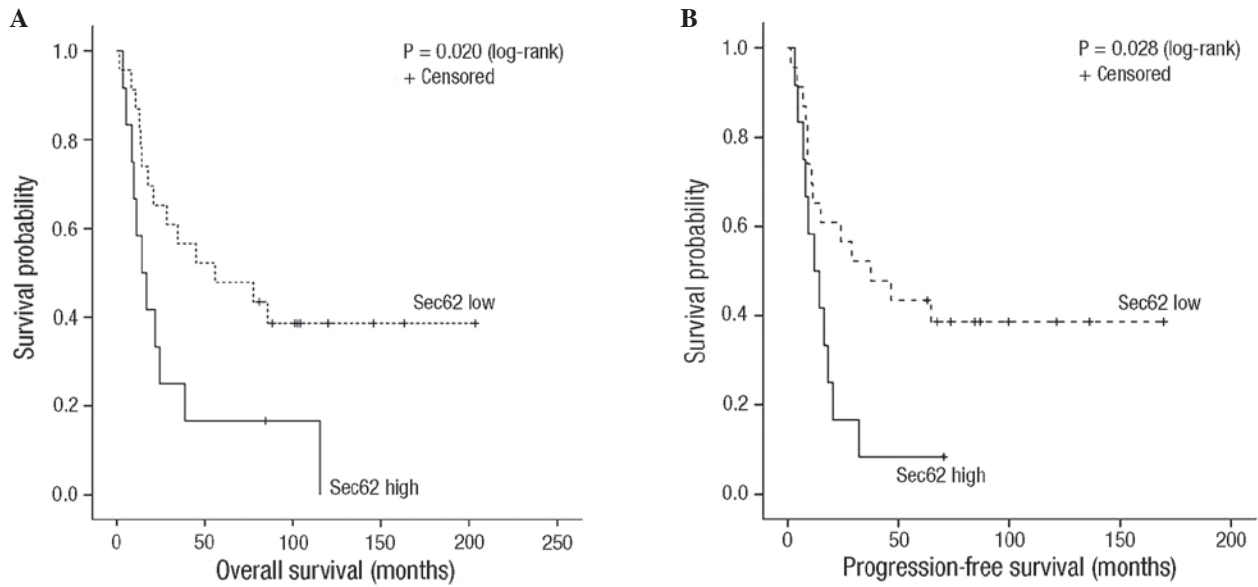 A
P = 0.020 (log-rank)
+ Censored
Survival probability
1.0
0.8
0.6
0.4
0.2
0.0
Sec62 low
Sec62 high
0 50 100 150 200 250
Overall survival (months)
B
P = 0.028 (log-rank)
+ Censored
Survival probability
1.0
0.8
0.6
0.4
0.2
0.0
Sec62 low
Sec62 high
0 50 100 150 200
Progression-free survival (months)